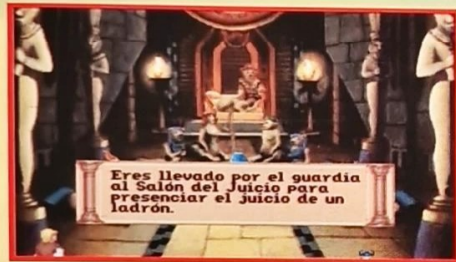 Eres llevado por el guardia
al Salón del Juicio para
presenciar el juicio de un
ladrón.